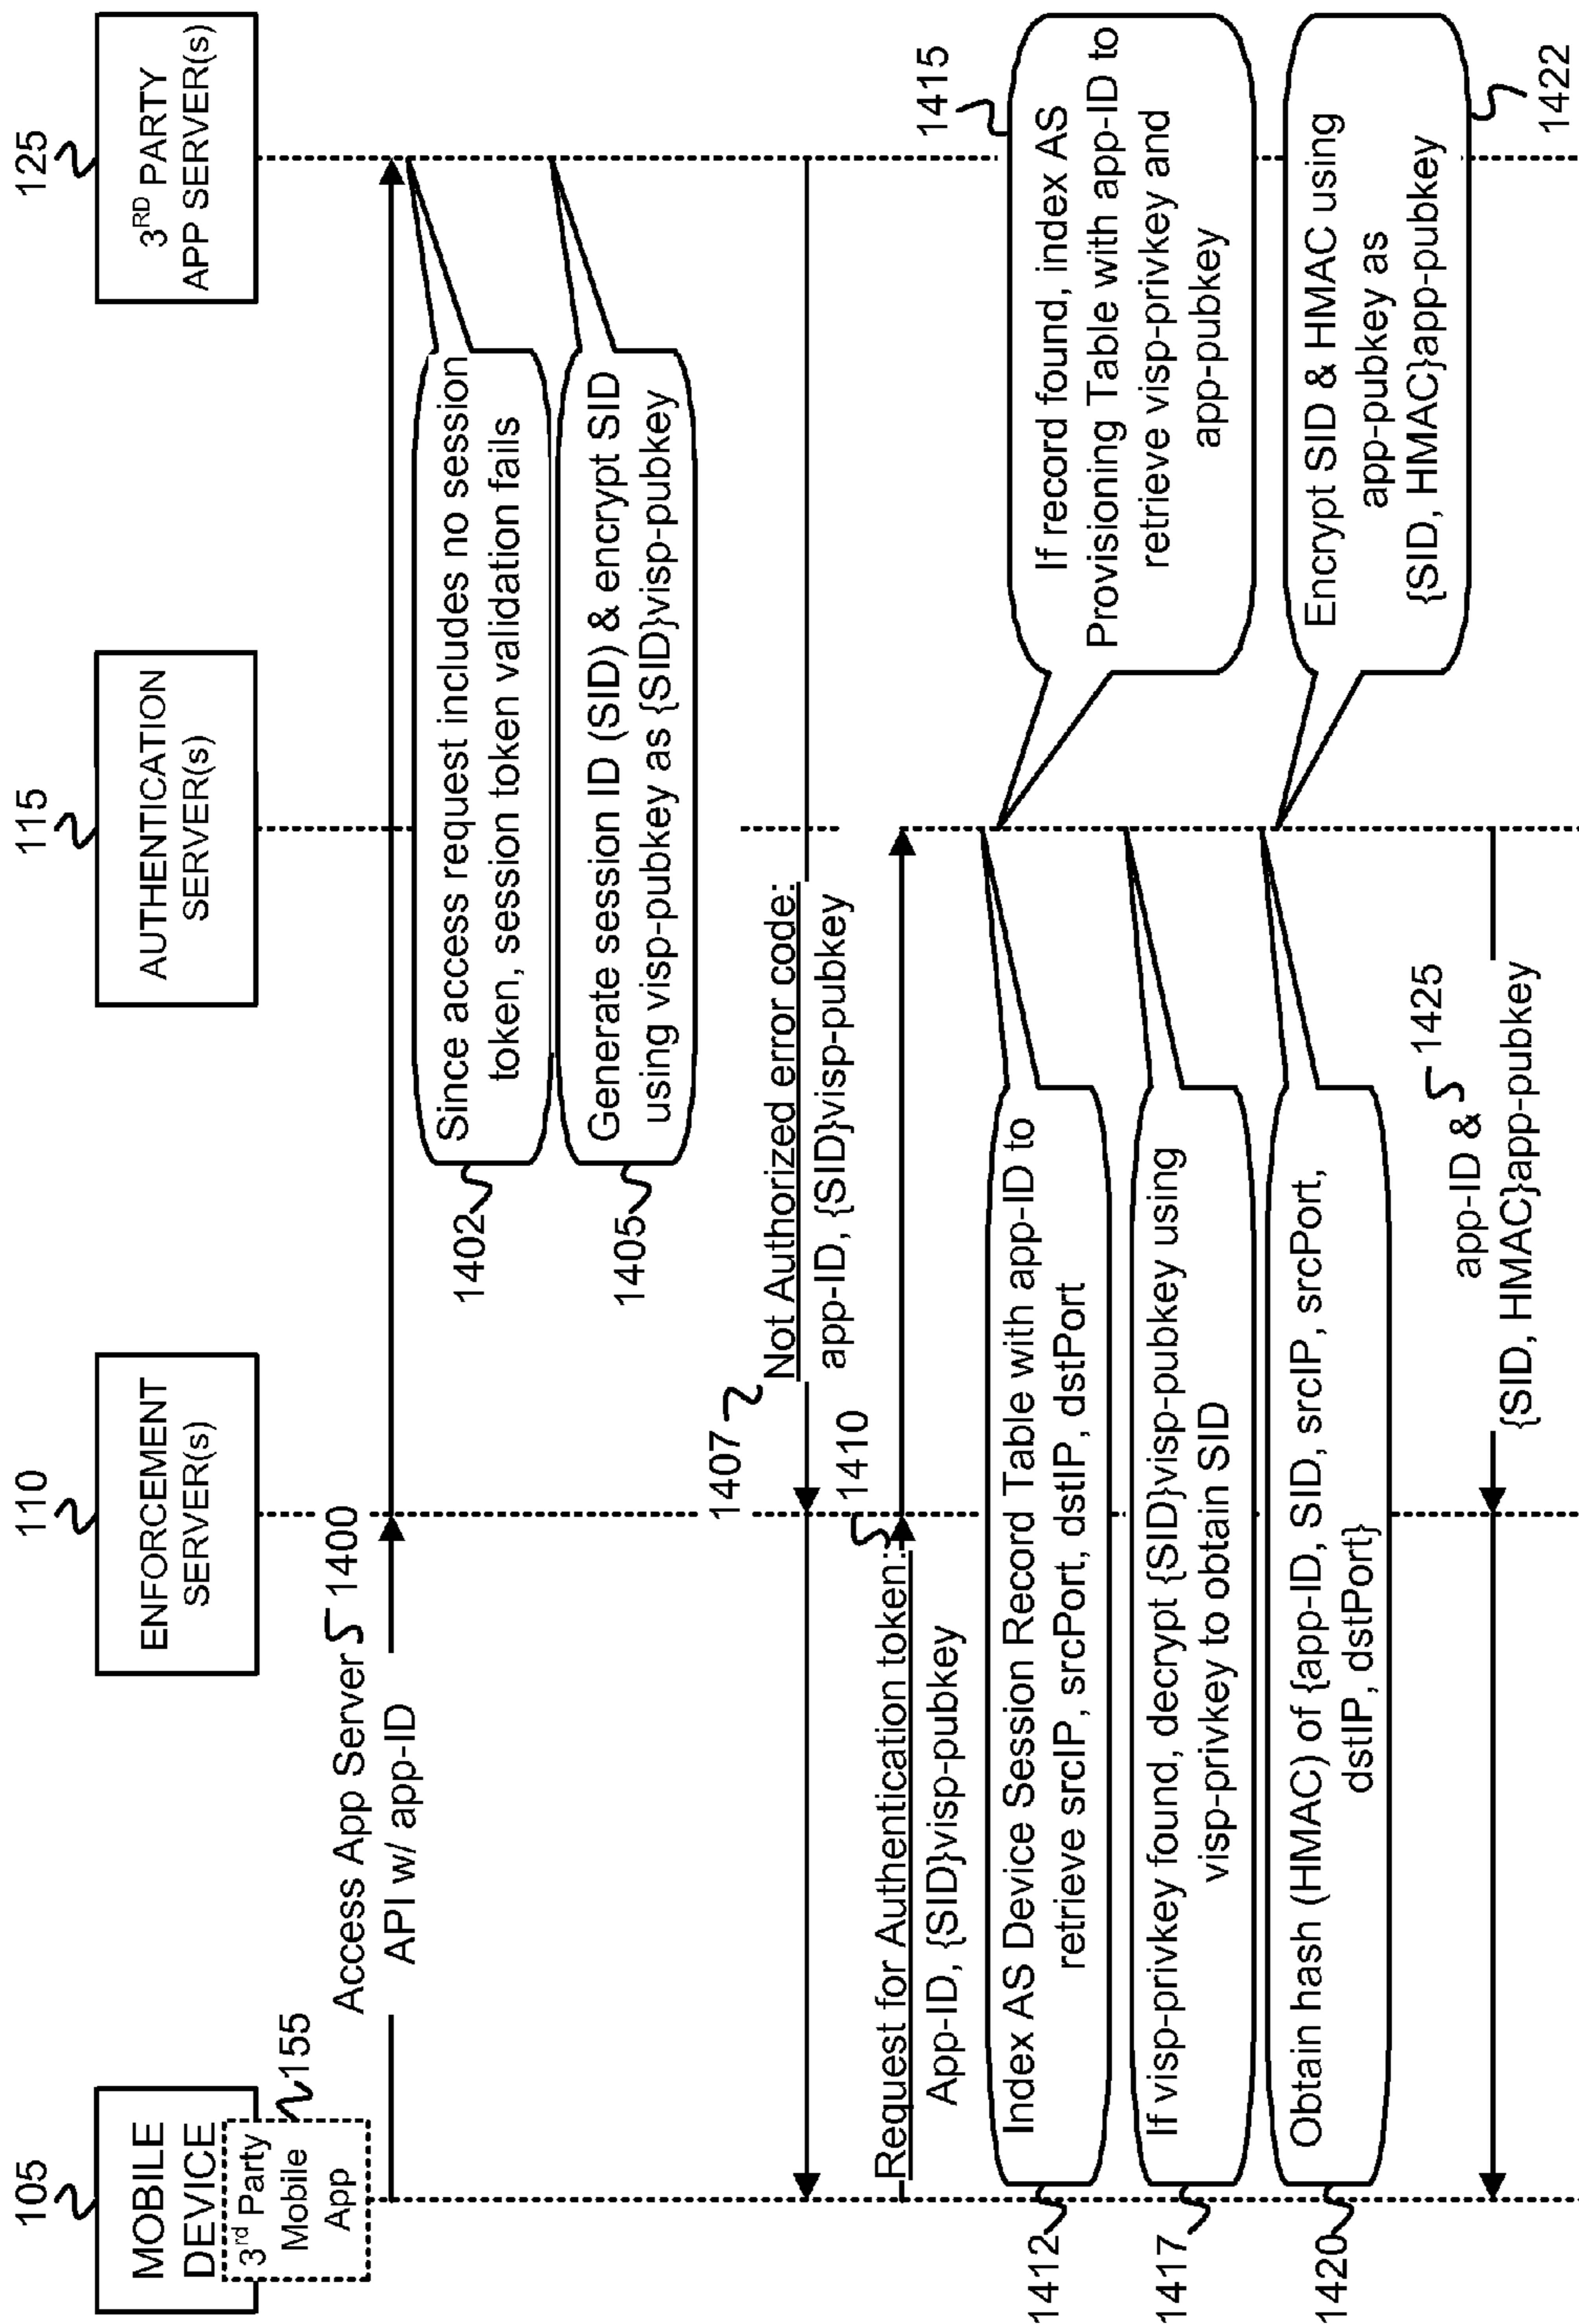 105
MOBILE
DEVICE
3rd Party
Mobile
App
155
110
ENFORCEMENT
SERVER(s)
115
AUTHENTICATION
SERVER(s)
125
3RD PARTY
APP SERVER(s)
Access App Server
1400
API w/ app-ID
Since access request includes no session
token, session token validation fails
1402
Generate session ID (SID) & encrypt SID
using visp-pubkey as {SID}visp-pubkey
1405
1407
Not Authorized error code:
app-ID, {SID}visp-pubkey
1410
Request for Authentication token:
App-ID, {SID}visp-pubkey
Index AS Device Session Record Table with app-ID to
retrieve srcIP, srcPort, dstIP, dstPort
1412
If record found, index AS
Provisioning Table with app-ID to
retrieve visp-privkey and
app-pubkey
1415
If visp-privkey found, decrypt {SID}visp-pubkey using
visp-privkey to obtain SID
1417
Obtain hash (HMAC) of {app-ID, SID, srcIP, srcPort,
dstIP, dstPort}
1420
Encrypt SID & HMAC using
app-pubkey as
{SID, HMAC}app-pubkey
1422
app-ID &
1425
{SID, HMAC}app-pubkey